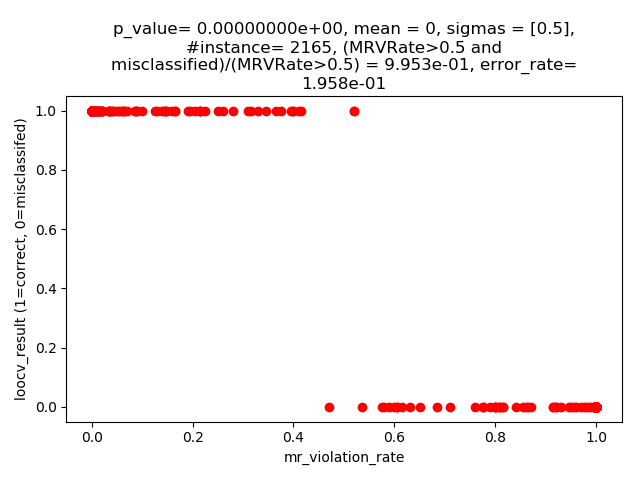 p_value= 0.00000000e+00, mean = 0, sigmas = [0.5],
#instance= 2165, (MRVRate>0.5 and
misclassified)/(MRVRate>0.5) = 9.953e-01, error_rate=
1.958e-01
1.0
0.8
0.6
0.4
0.2
0.0
loocv_result (1=correct, 0=misclassifed)
0.0 0.2 0.4 0.6 0.8 1.0
mr_violation_rate